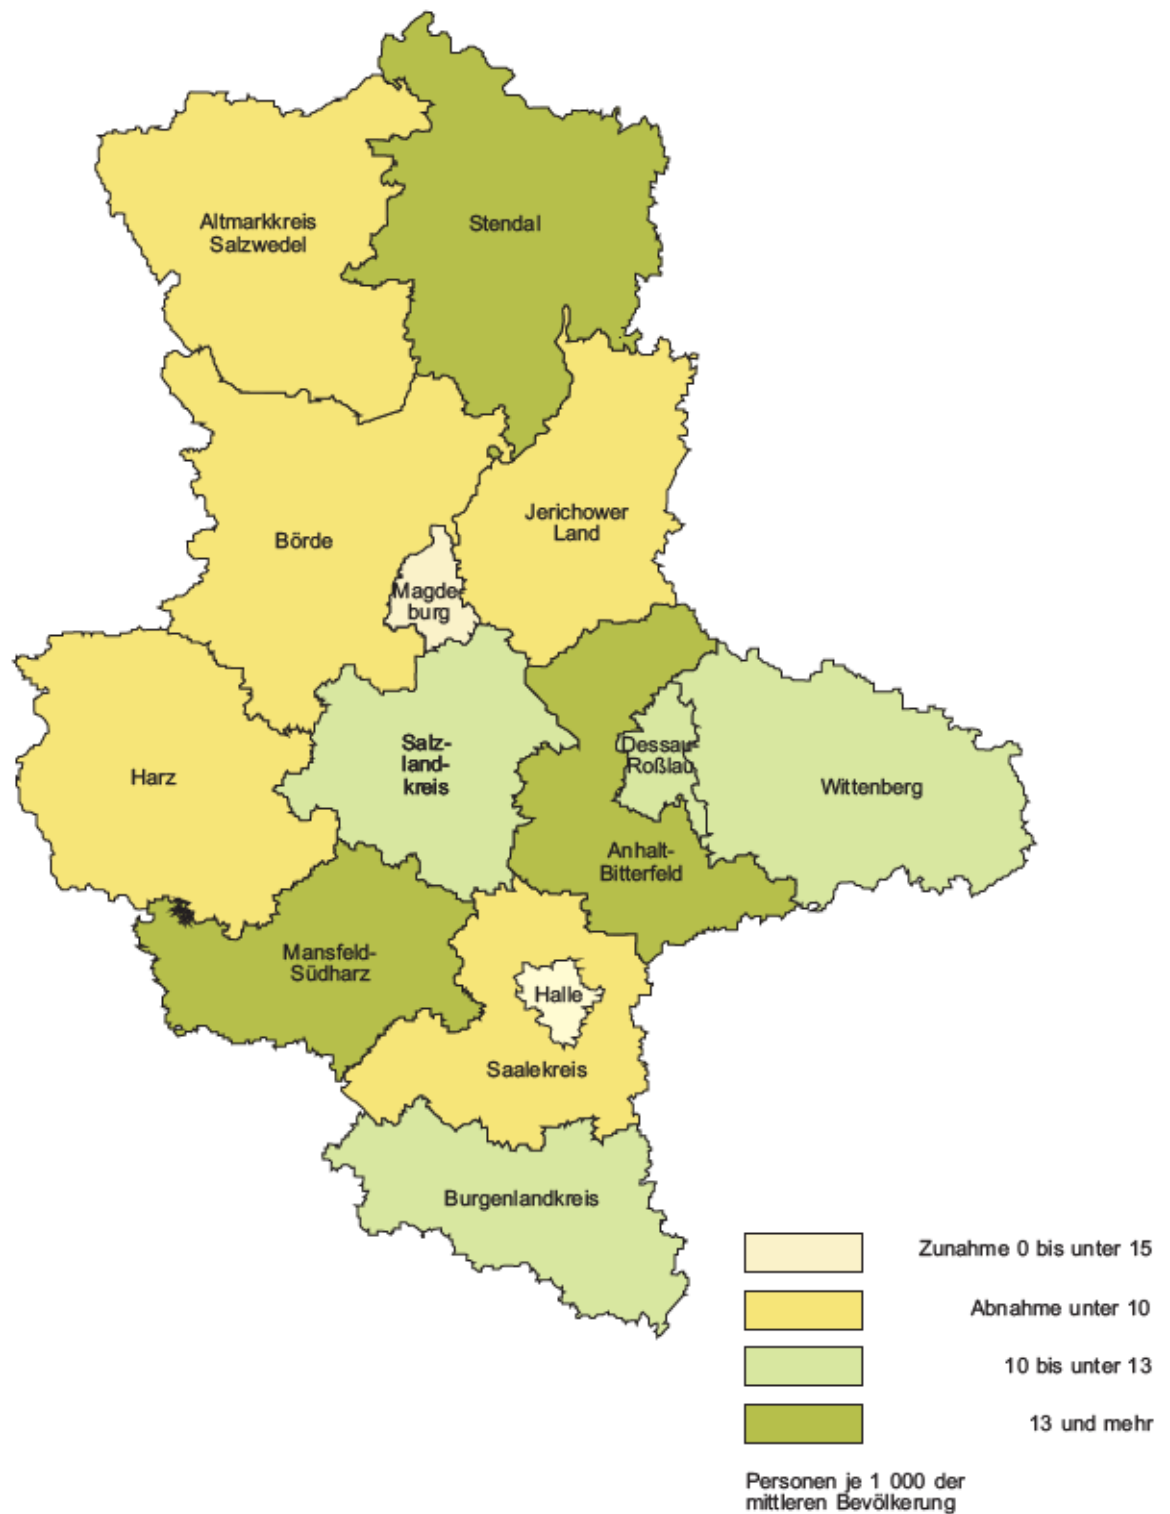 Altmarkkreis
Salzwedel
Stendal
Jerichower
Land
Börde
Magde-
burg
Salz-
land-
kreis
Dessau-
Roßlau
Harz
Wittenberg
Anhalt-
Bitterfeld
Mansfeld-
Südharz
Halle
Saalekreis
Burgenlandkreis
Zunahme 0 bis unter 15
Abnahme unter 10
10 bis unter 13
13 und mehr
Personen je 1 000 der
mittleren Bevölkerung